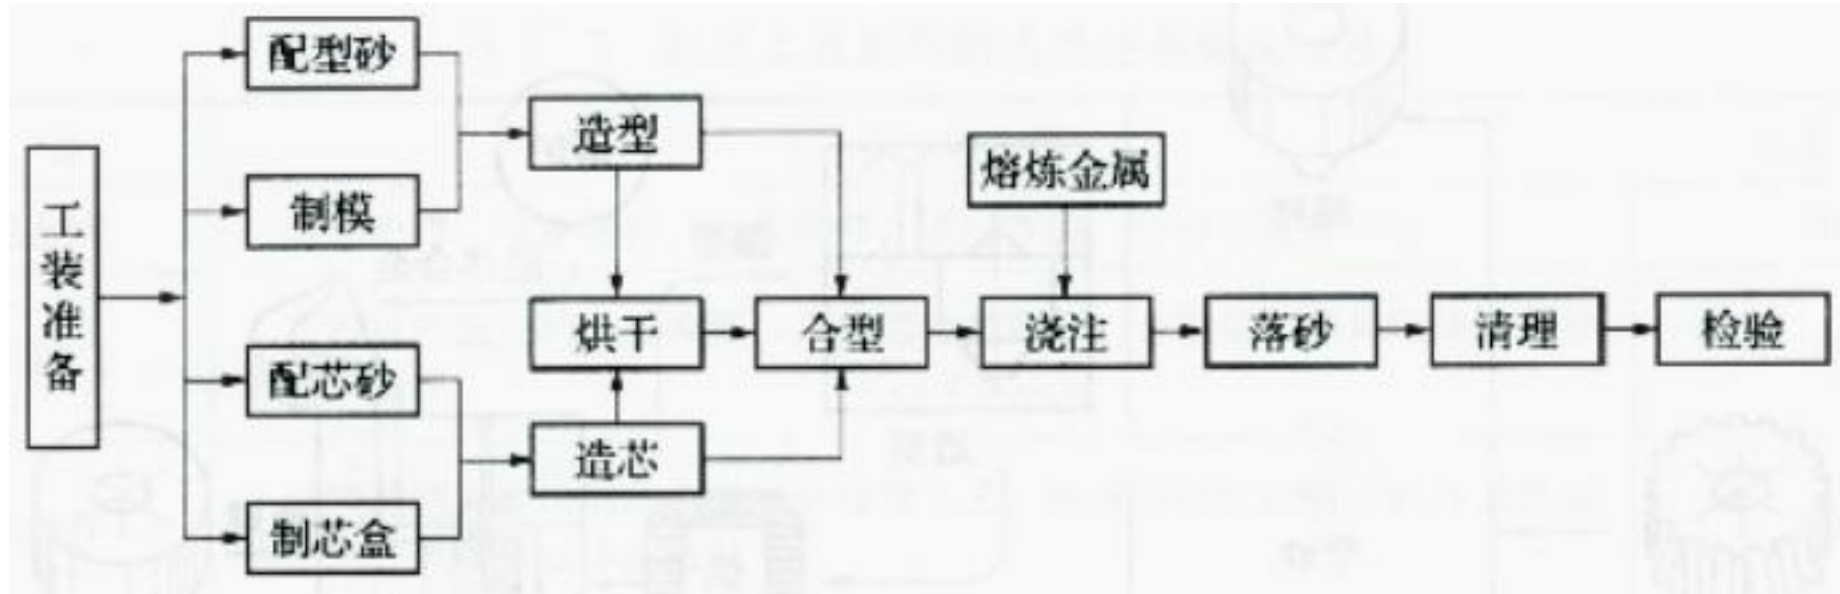 工装准备
配型砂
制模
配芯砂
制芯盒
造型
烘干
造芯
合型
熔炼金属
浇注
落砂
清理
检验